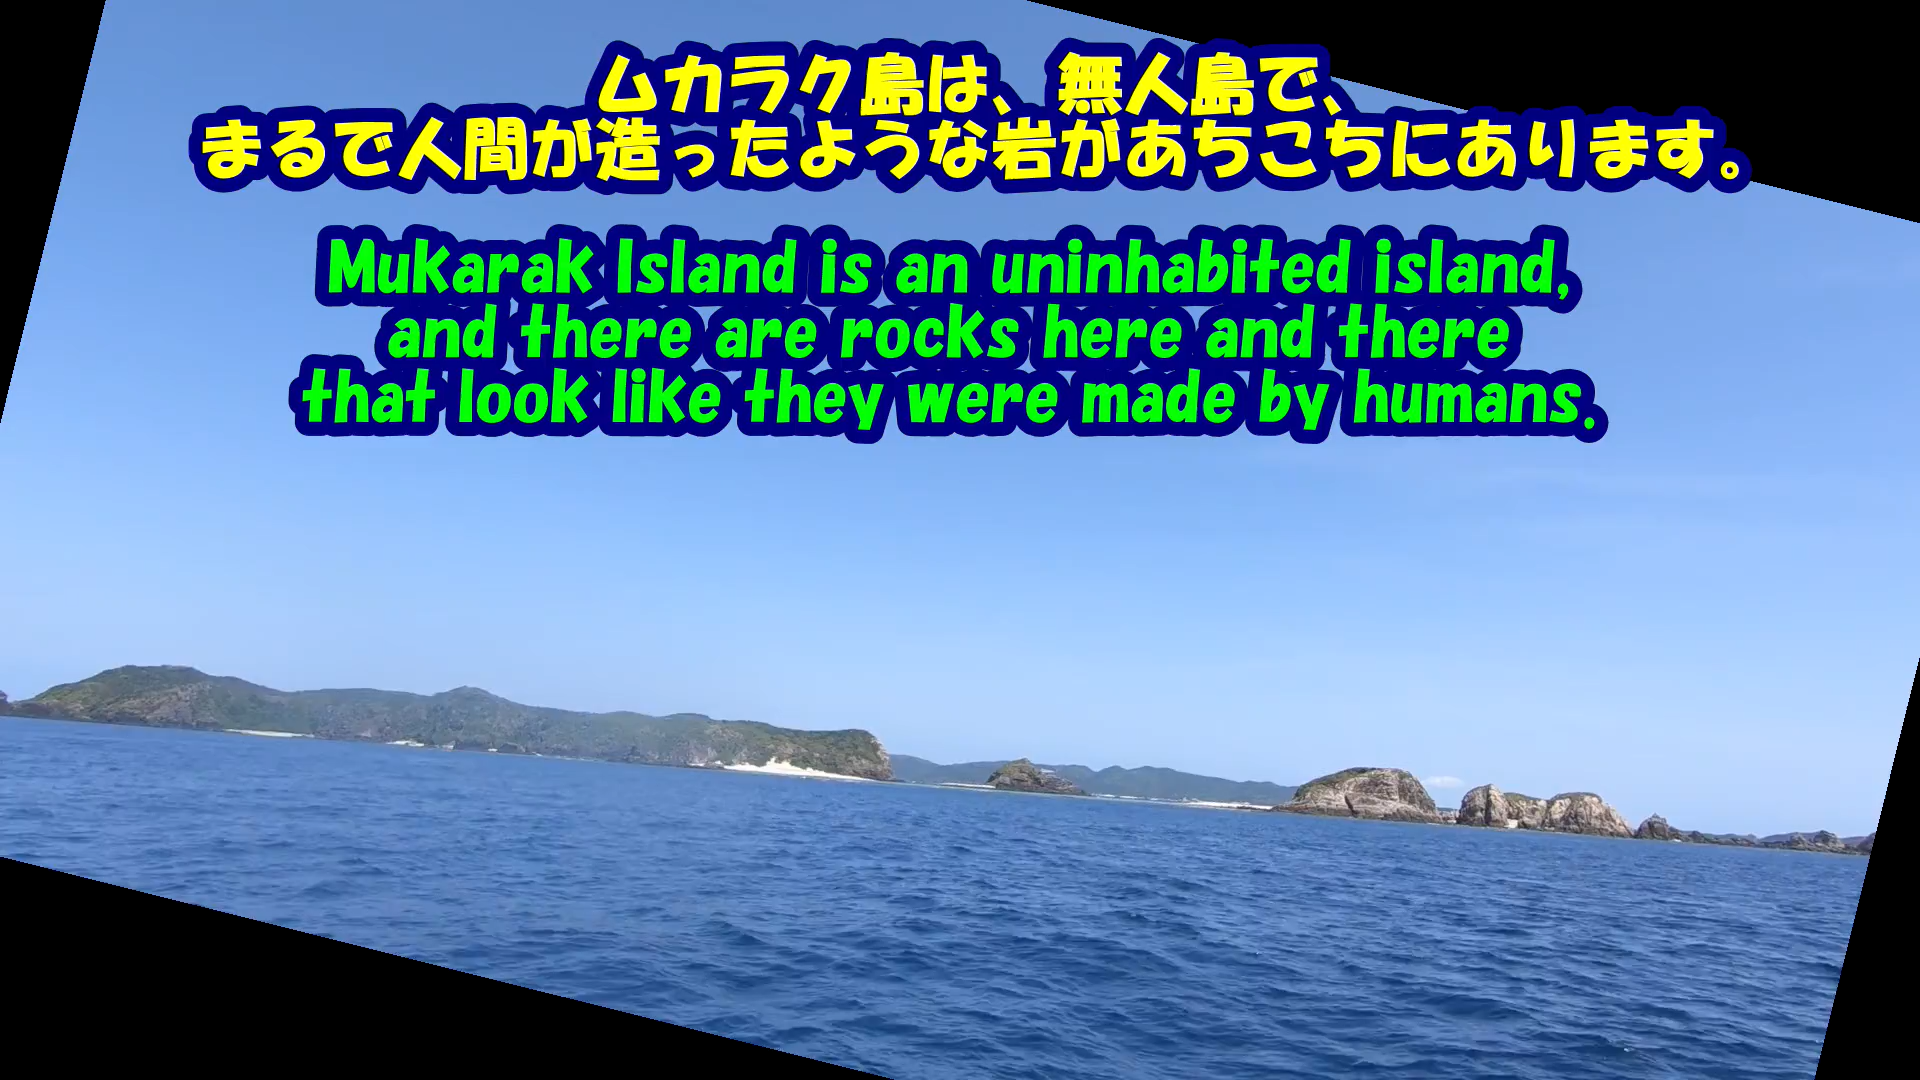 ムカラク島は、無人島で、
まるで人間が造ったような岩があちこちにあります。
Mukarak Island is an uninhabited island,
and there are rocks here and there
that look like they were made by humans.